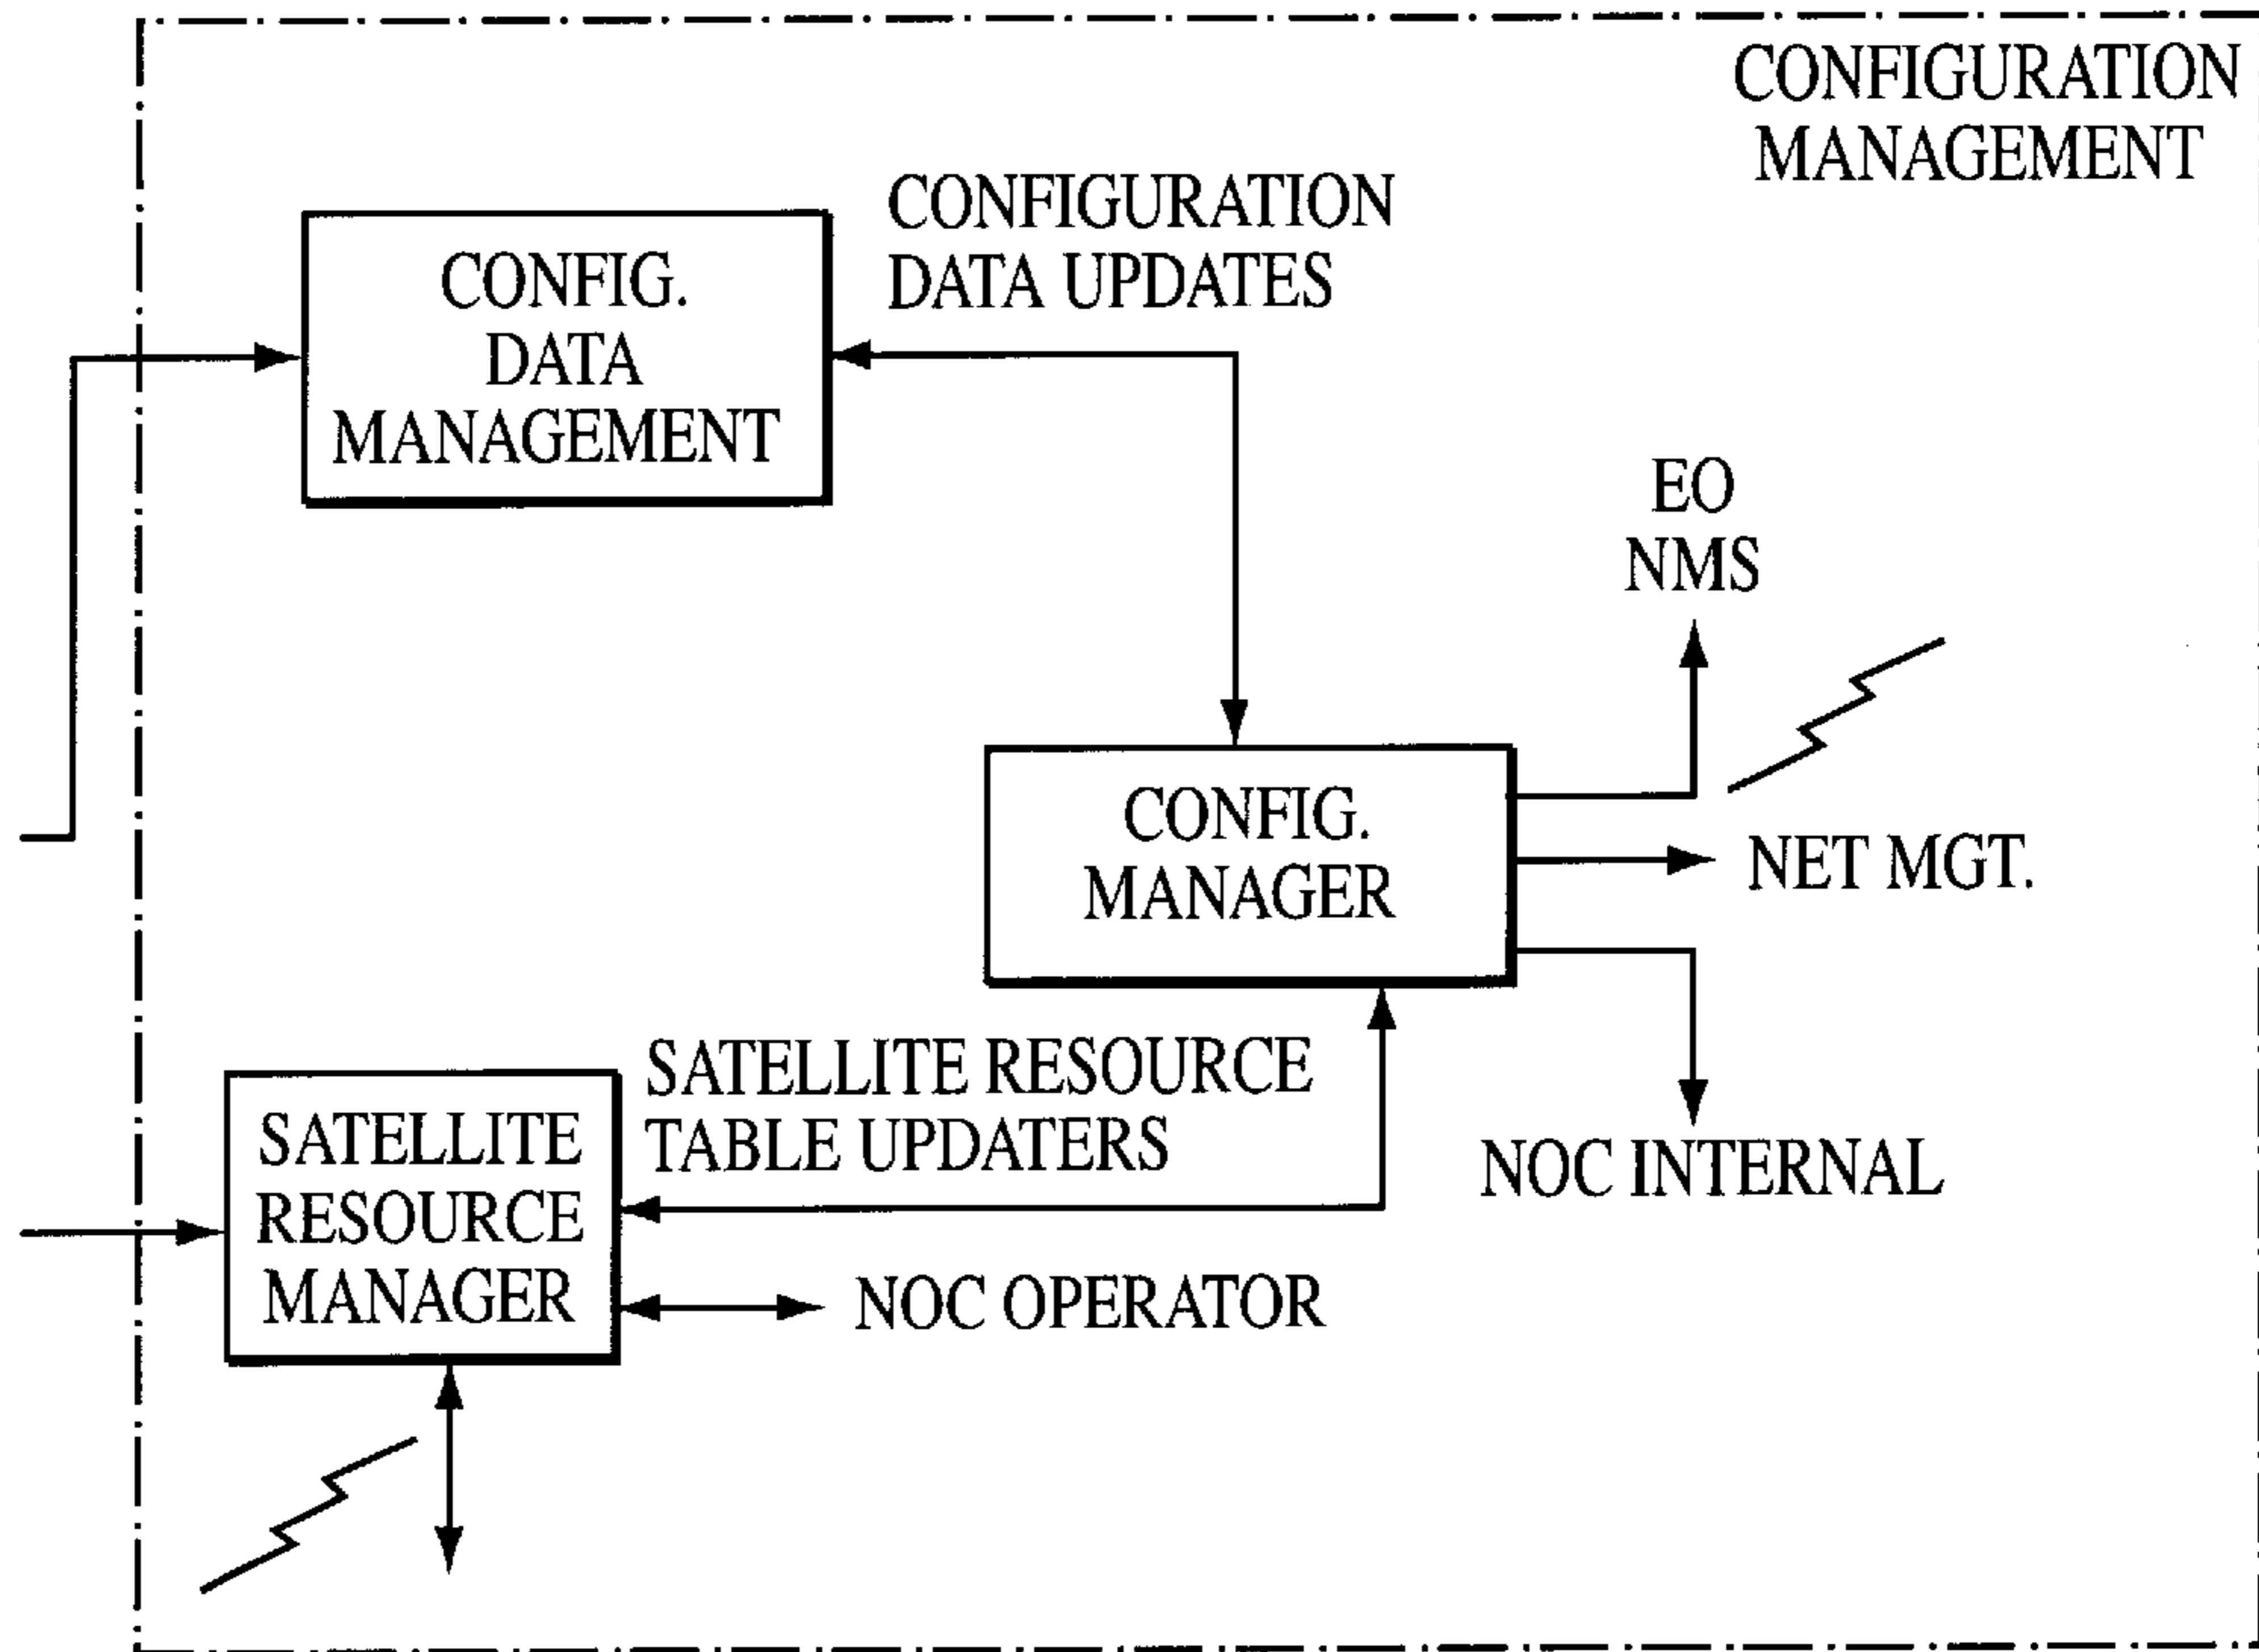 CONFIGURATION
MANAGEMENT
CONFIGURATION
DATA UPDATES
CONFIG.
DATA
MANAGEMENT
EO
NMS
CONFIG.
MANAGER
NET MGT.
SATELLITE RESOURCE
TABLE UPDATERS
NOC INTERNAL
SATELLITE
RESOURCE
MANAGER
NOC OPERATOR